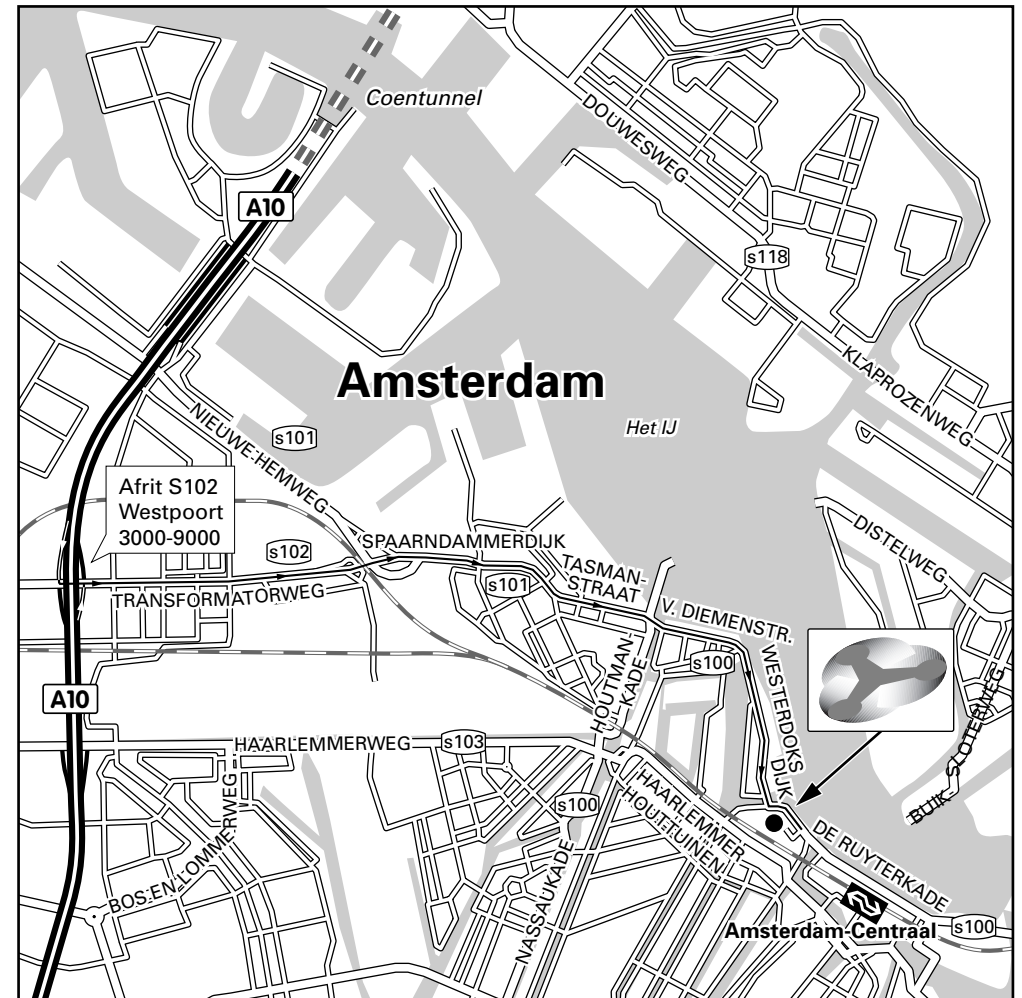 Coentunnel
DOUWESWEG
A10
s118
KLAPROZENWEG
Amsterdam
Het IJ
NIEUWE HEMWEG
s101
Afrit S102
Westpoort
3000-9000
s102
SPAARNDAMMERDIJK
DISTELWEG
TRANSFORMATORWEG
s101
TASMAN-
STRAAT
V. DIEMENSTR.
s100
HOUTMAN-
KADE
WESTERDOKS
DIJK
A10
HAARLEMMERWEG
s103
BUIK_SLOTERWEG
s100
HAARLEMMER
HOUTTUINEN
DE RUYTERKADE
BOS EN LOMMERWEG
NASSAUKADE
Amsterdam-Centraal
s100